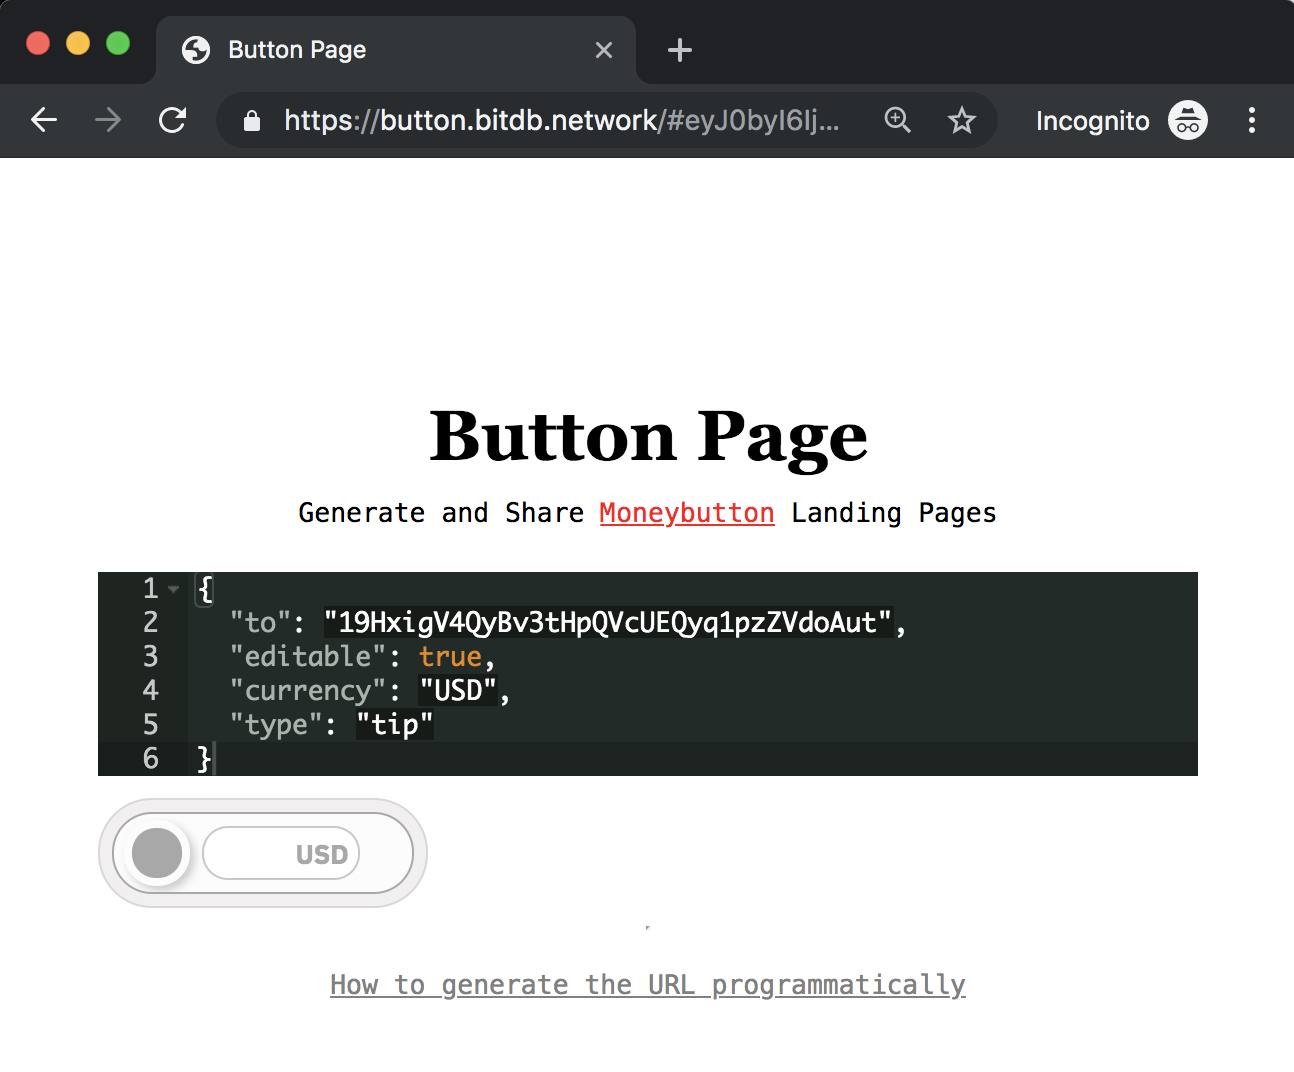 Button Page
https://button.bitdb.network/#eyJ0byI6Ij...
Incognito
Button Page
Generate and Share Moneybutton Landing Pages
1 {
2 "to": "19HxigV4QyBv3tHpQVcUEQyq1pzZVdoAut",
3 "editable": true,
4 "currency": "USD",
5 "type": "tip"
6 }
USD
How to generate the URL programmatically